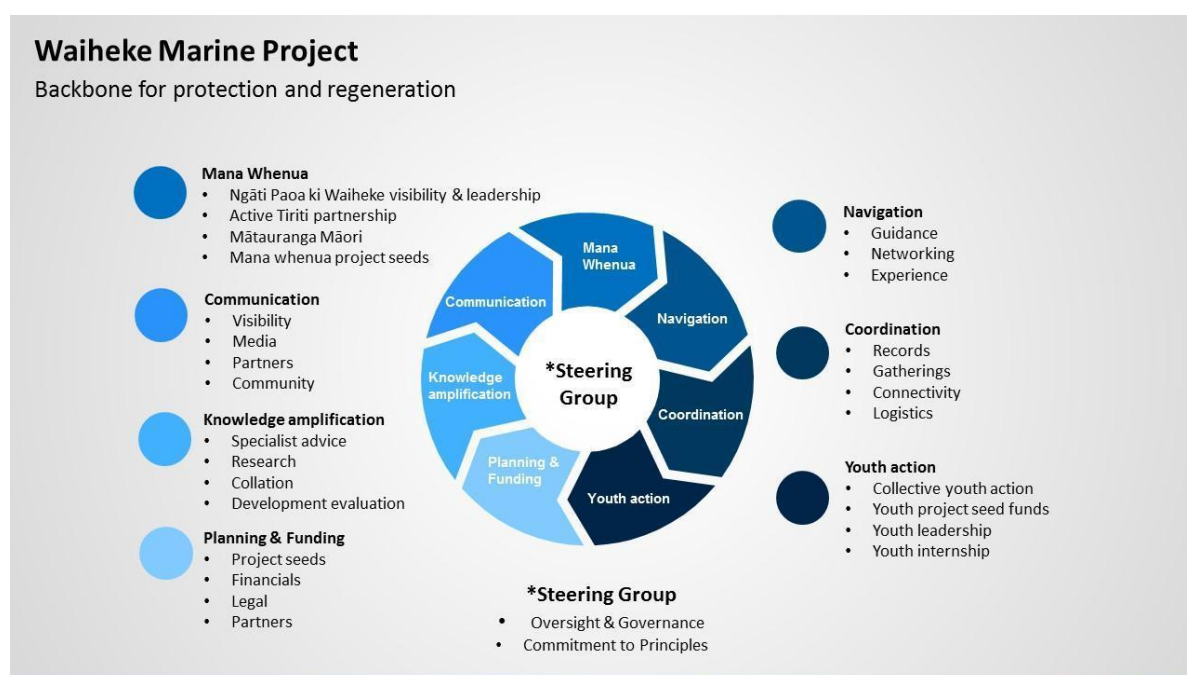 Waiheke Marine Project
Backbone for protection and regeneration
Mana Whenua
• Ngāti Paoa ki Waiheke visibility & leadership
• Active Tiriti partnership
• Mātauranga Māori
• Mana whenua project seeds
Communication
• Visibility
• Media
• Partners
• Community
Knowledge amplification
• Specialist advice
• Research
• Collation
• Development evaluation
Planning & Funding
• Project seeds
• Financials
• Legal
• Partners
Mana
Whenua
Navigation
Coordination
Youth action
Planning &
Funding
Knowledge
amplification
Communication
*Steering
Group
*Steering Group
• Oversight & Governance
• Commitment to Principles
Navigation
• Guidance
• Networking
• Experience
Coordination
• Records
• Gatherings
• Connectivity
• Logistics
Youth action
• Collective youth action
• Youth project seed funds
• Youth leadership
• Youth internship